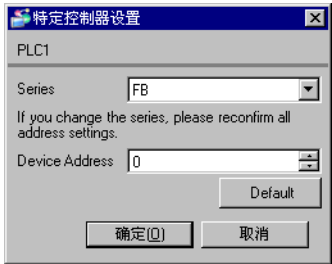 特定控制器设置
PLC1
Series FB
If you change the series, please reconfirm all
address settings.
Device Address 0
Default
确定(O) 取消